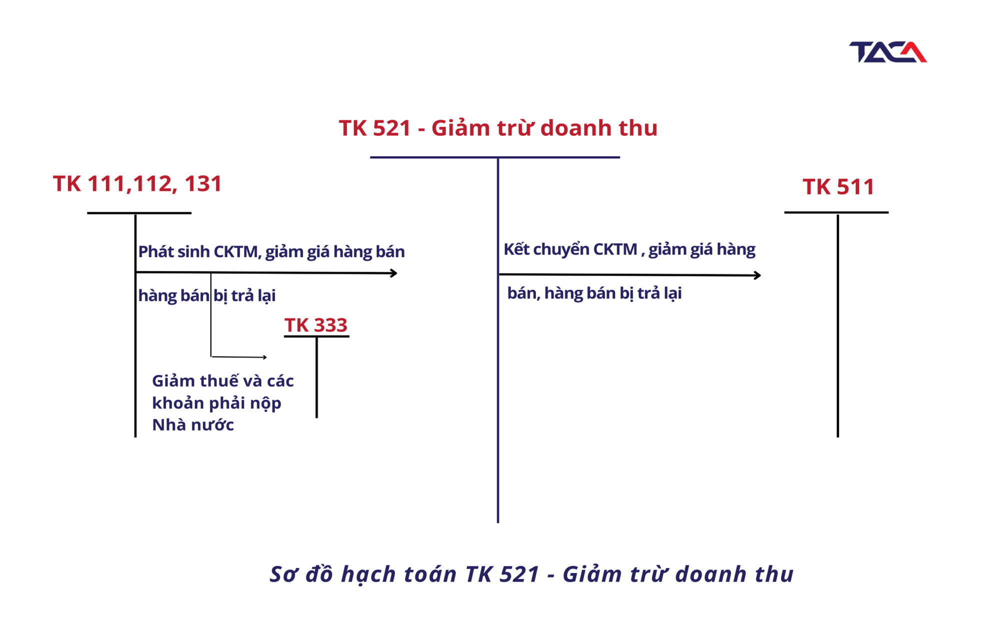 TACA
TK 521 - Giảm trừ doanh thu
TK 111,112, 131
TK 511
Phát sinh CKTM, giảm giá hàng bán
hàng bán bị trả lại
Kết chuyển CKTM , giảm giá hàng
bán, hàng bán bị trả lại
TK 333
Giảm thuế và các
khoản phải nộp
Nhà nước
Sơ đồ hạch toán TK 521 - Giảm trừ doanh thu